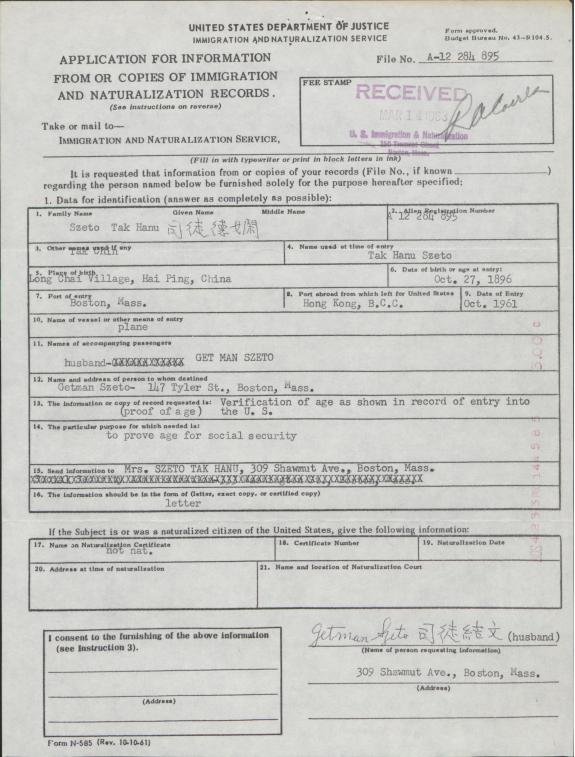 UNITED STATES DEPARTMENT OF JUSTICE
IMMIGRATION AND NATURALIZATION SERVICE
Form approved.
Budget Bureau No. 43-R104.5.
APPLICATION FOR INFORMATION
FROM OR COPIES OF IMMIGRATION
AND NATURALIZATION RECORDS.
(See instructions on reverse)
File No. A-12 284 895
FEE STAMP
RECEIVED
MAR 14 1963
U. S. Immigration & Naturalization
Boston, Mass.
Take or mail to—
IMMIGRATION AND NATURALIZATION SERVICE,
(Fill in with typewriter or print in block letters in ink)
It is requested that information from or copies of your records (File No., if known )
regarding the person named below be furnished solely for the purpose hereafter specified:
1. Data for identification (answer as completely as possible):
1. Family Name Given Name Middle Name
Szeto Tak Hanu 司徒德嫻
2. Alien Registration Number
A 12 284 895
3. Other names used if any
Tak Chin
4. Name used at time of entry
Tak Hanu Szeto
5. Place of birth
Long Chai Village, Hai Ping, China
6. Date of birth or age at entry:
Oct. 27, 1896
7. Port of entry
Boston, Mass.
8. Port abroad from which left for United States
Hong Kong, B.C.C.
9. Date of Entry
Oct. 1961
10. Name of vessel or other means of entry
plane
11. Names of accompanying passengers
husband- GET MAN SZETO
12. Name and address of person to whom destined
Getman Szeto- 147 Tyler St., Boston, Mass.
13. The information or copy of record requested is: Verification of age as shown in record of entry into
(proof of age) the U. S.
14. The particular purpose for which needed is:
to prove age for social security
15. Send information to Mrs. SZETO TAK HANU, 309 Shawmut Ave., Boston, Mass.
16. The information should be in the form of (letter, exact copy, or certified copy)
letter
If the Subject is or was a naturalized citizen of the United States, give the following information:
17. Name on Naturalization Certificate
not nat.
18. Certificate Number
19. Naturalization Date
20. Address at time of naturalization
21. Name and location of Naturalization Court
I consent to the furnishing of the above information
(see Instruction 3).
(Address)
Getman Szeto 司徒結文 (husband)
(Name of person requesting information)
309 Shawmut Ave., Boston, Mass.
(Address)
Form N-585 (Rev. 10-10-61)